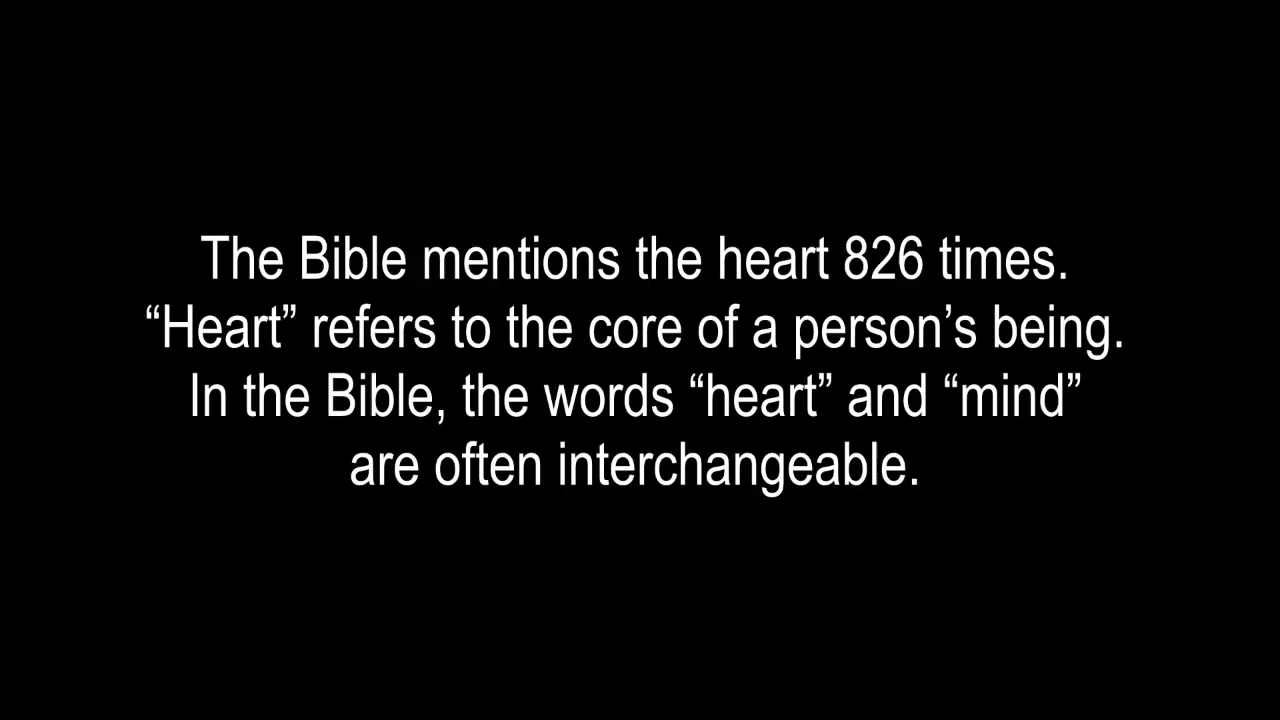 The Bible mentions the heart 826 times.
“Heart” refers to the core of a person’s being.
In the Bible, the words “heart” and “mind”
are often interchangeable.